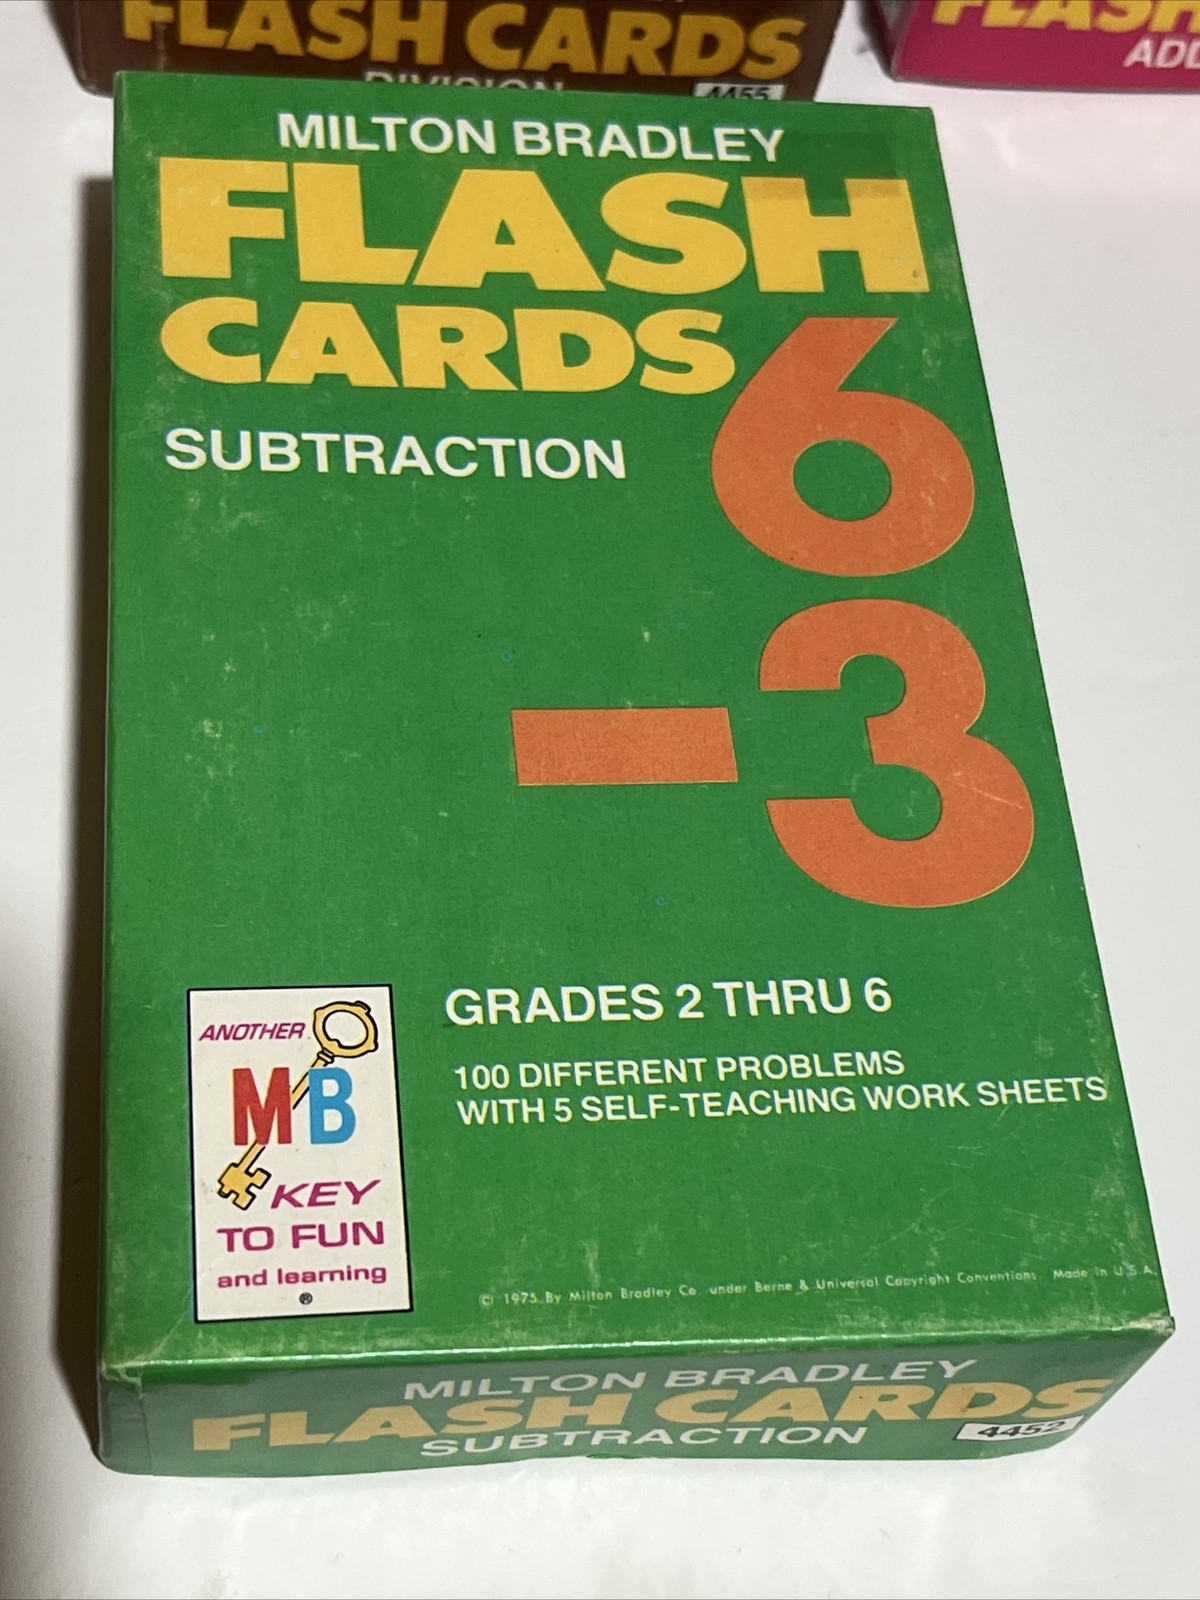 FLASH CARDS
DIVISION
4455
FLASH
MILTON BRADLEY
FLASH
CARDS
SUBTRACTION
6
-3
GRADES 2 THRU 6
100 DIFFERENT PROBLEMS
WITH 5 SELF-TEACHING WORK SHEETS
ANOTHER
MB
KEY
TO FUN
and learning
®
© 1975 By Milton Bradley Co. under Berne & Universal Copyright Conventions. Made in U.S.A.
MILTON BRADLEY
FLASH CARDS
SUBTRACTION
4452